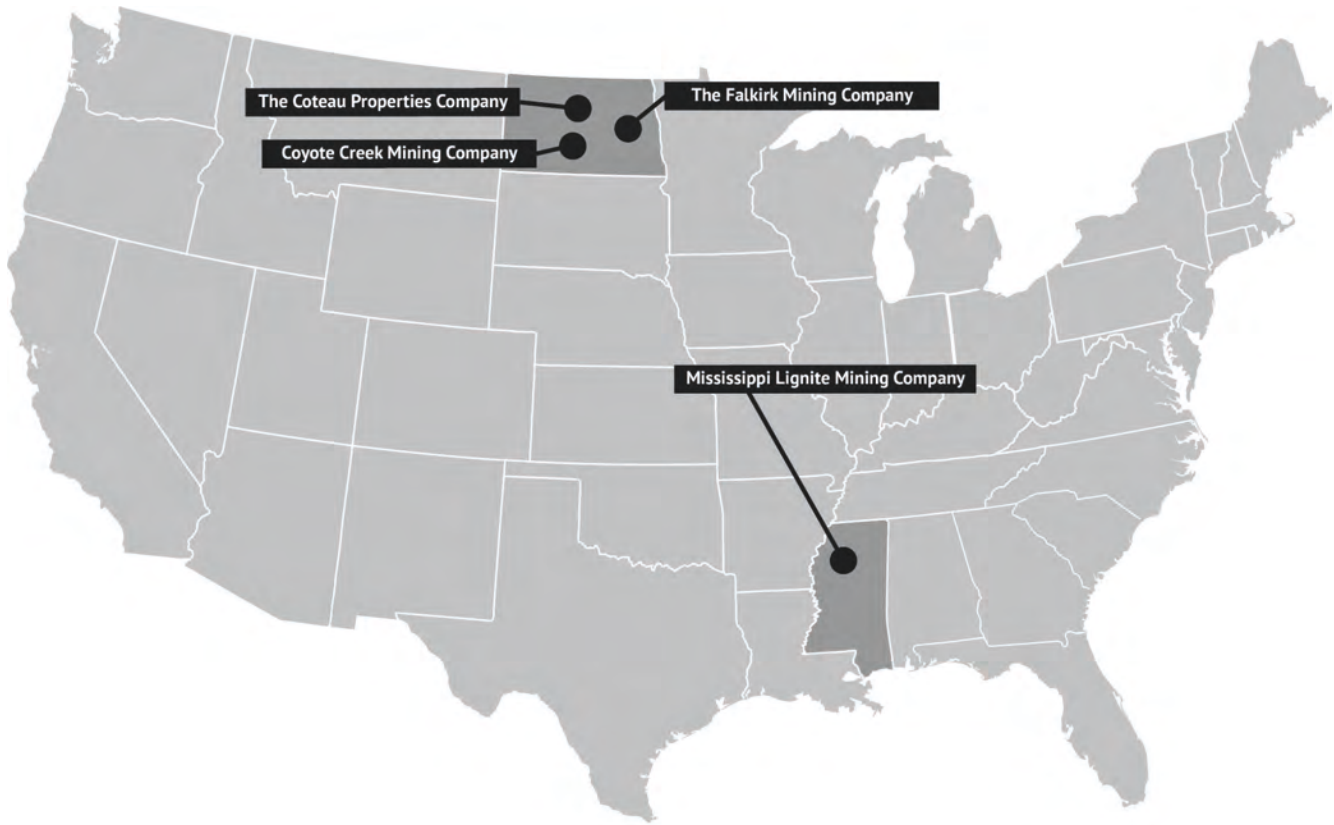 The Coteau Properties Company
The Falkirk Mining Company
Coyote Creek Mining Company
Mississippi Lignite Mining Company